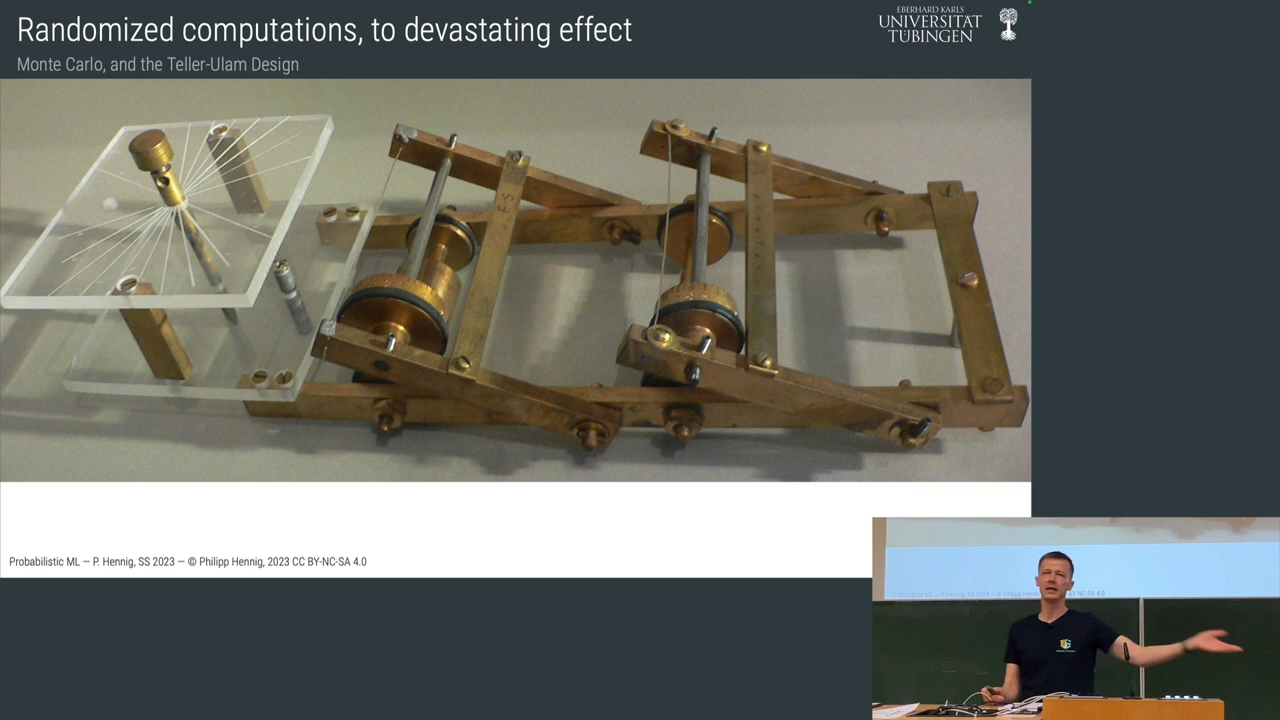 Randomized computations, to devastating effect
Monte Carlo, and the Teller-Ulam Design
EBERHARD KARLS
UNIVERSITÄT
TÜBINGEN
Probabilistic ML — P. Hennig, SS 2023 — © Philipp Hennig, 2023 CC BY-NC-SA 4.0